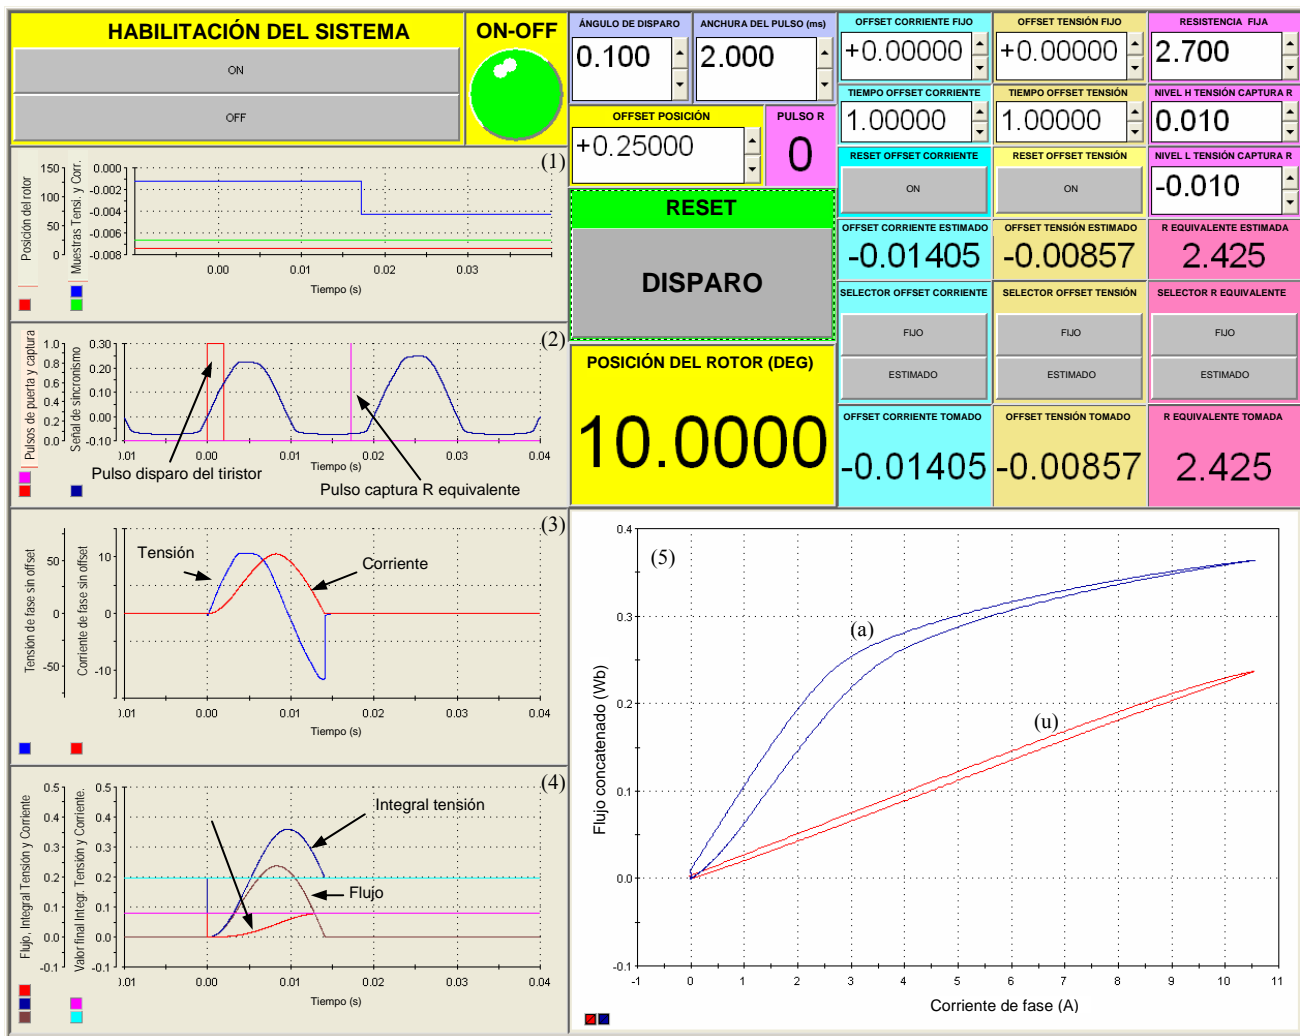 HABILITACIÓN DEL SISTEMA
ON
OFF
ON-OFF
ÁNGULO DE DISPARO
0.100
ANCHURA DEL PULSO (ms)
2.000
OFFSET POSICIÓN
+0.25000
PULSO R
0
RESET
DISPARO
POSICIÓN DEL ROTOR (DEG)
10.0000
OFFSET CORRIENTE FIJO
+0.00000
TIEMPO OFFSET CORRIENTE
1.00000
RESET OFFSET CORRIENTE
ON
OFFSET CORRIENTE ESTIMADO
-0.01405
SELECTOR OFFSET CORRIENTE
FIJO
ESTIMADO
OFFSET CORRIENTE TOMADO
-0.01405
OFFSET TENSIÓN FIJO
+0.00000
TIEMPO OFFSET TENSIÓN
1.00000
RESET OFFSET TENSIÓN
ON
OFFSET TENSIÓN ESTIMADO
-0.00857
SELECTOR OFFSET TENSIÓN
FIJO
ESTIMADO
OFFSET TENSIÓN TOMADO
-0.00857
RESISTENCIA FIJA
2.700
NIVEL H TENSIÓN CAPTURA R
0.010
NIVEL L TENSIÓN CAPTURA R
-0.010
R EQUIVALENTE ESTIMADA
2.425
SELECTOR R EQUIVALENTE
FIJO
ESTIMADO
R EQUIVALENTE TOMADA
2.425
(1)
Posición del rotor
150
100
50
0
Muestras Tensi. y Corr.
0.000
-0.002
-0.004
-0.006
-0.008
0.00
0.01
0.02
0.03
Tiempo (s)
(2)
Pulsos de puerta y captura
1.0
0.8
0.6
0.4
0.2
0.0
Señal de sincronismo
0.30
0.20
0.10
0.00
-0.10
0.01
0.00
0.01
0.02
0.03
0.04
Tiempo (s)
Pulso disparo del tiristor
Pulso captura R equivalente
(3)
Tensión de fase sin offset
50
0
-50
Corriente de fase sin offset
10
0
-10
Tensión
Corriente
0.01
0.00
0.01
0.02
0.03
0.04
Tiempo (s)
(4)
Flujo, Integral Tensión y Corriente
0.5
0.4
0.3
0.2
0.1
0.0
-0.1
Valor final Integr. Tensión y Corriente.
0.5
0.4
0.3
0.2
0.1
0.0
-0.1
Integral tensión
Flujo
0.01
0.00
0.01
0.02
0.03
0.04
Tiempo (s)
(5)
Flujo concatenado (Wb)
0.4
0.3
0.2
0.1
0.0
-0.1
(a)
(u)
-1
0
1
2
3
4
5
6
7
8
9
10
11
Corriente de fase (A)